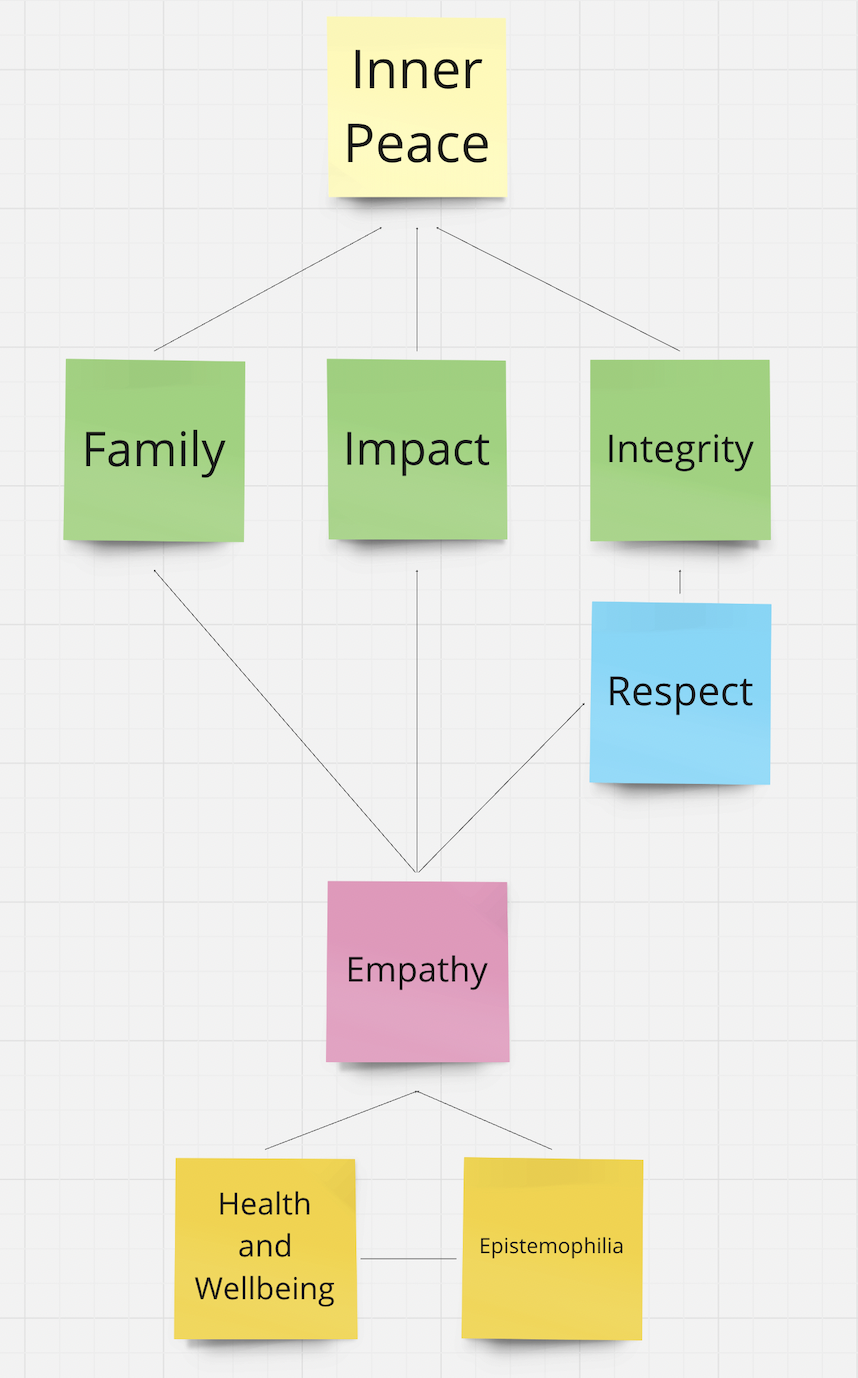 Inner
Peace
Family
Impact
Integrity
Respect
Empathy
Health
and
Wellbeing
Epistemophilia